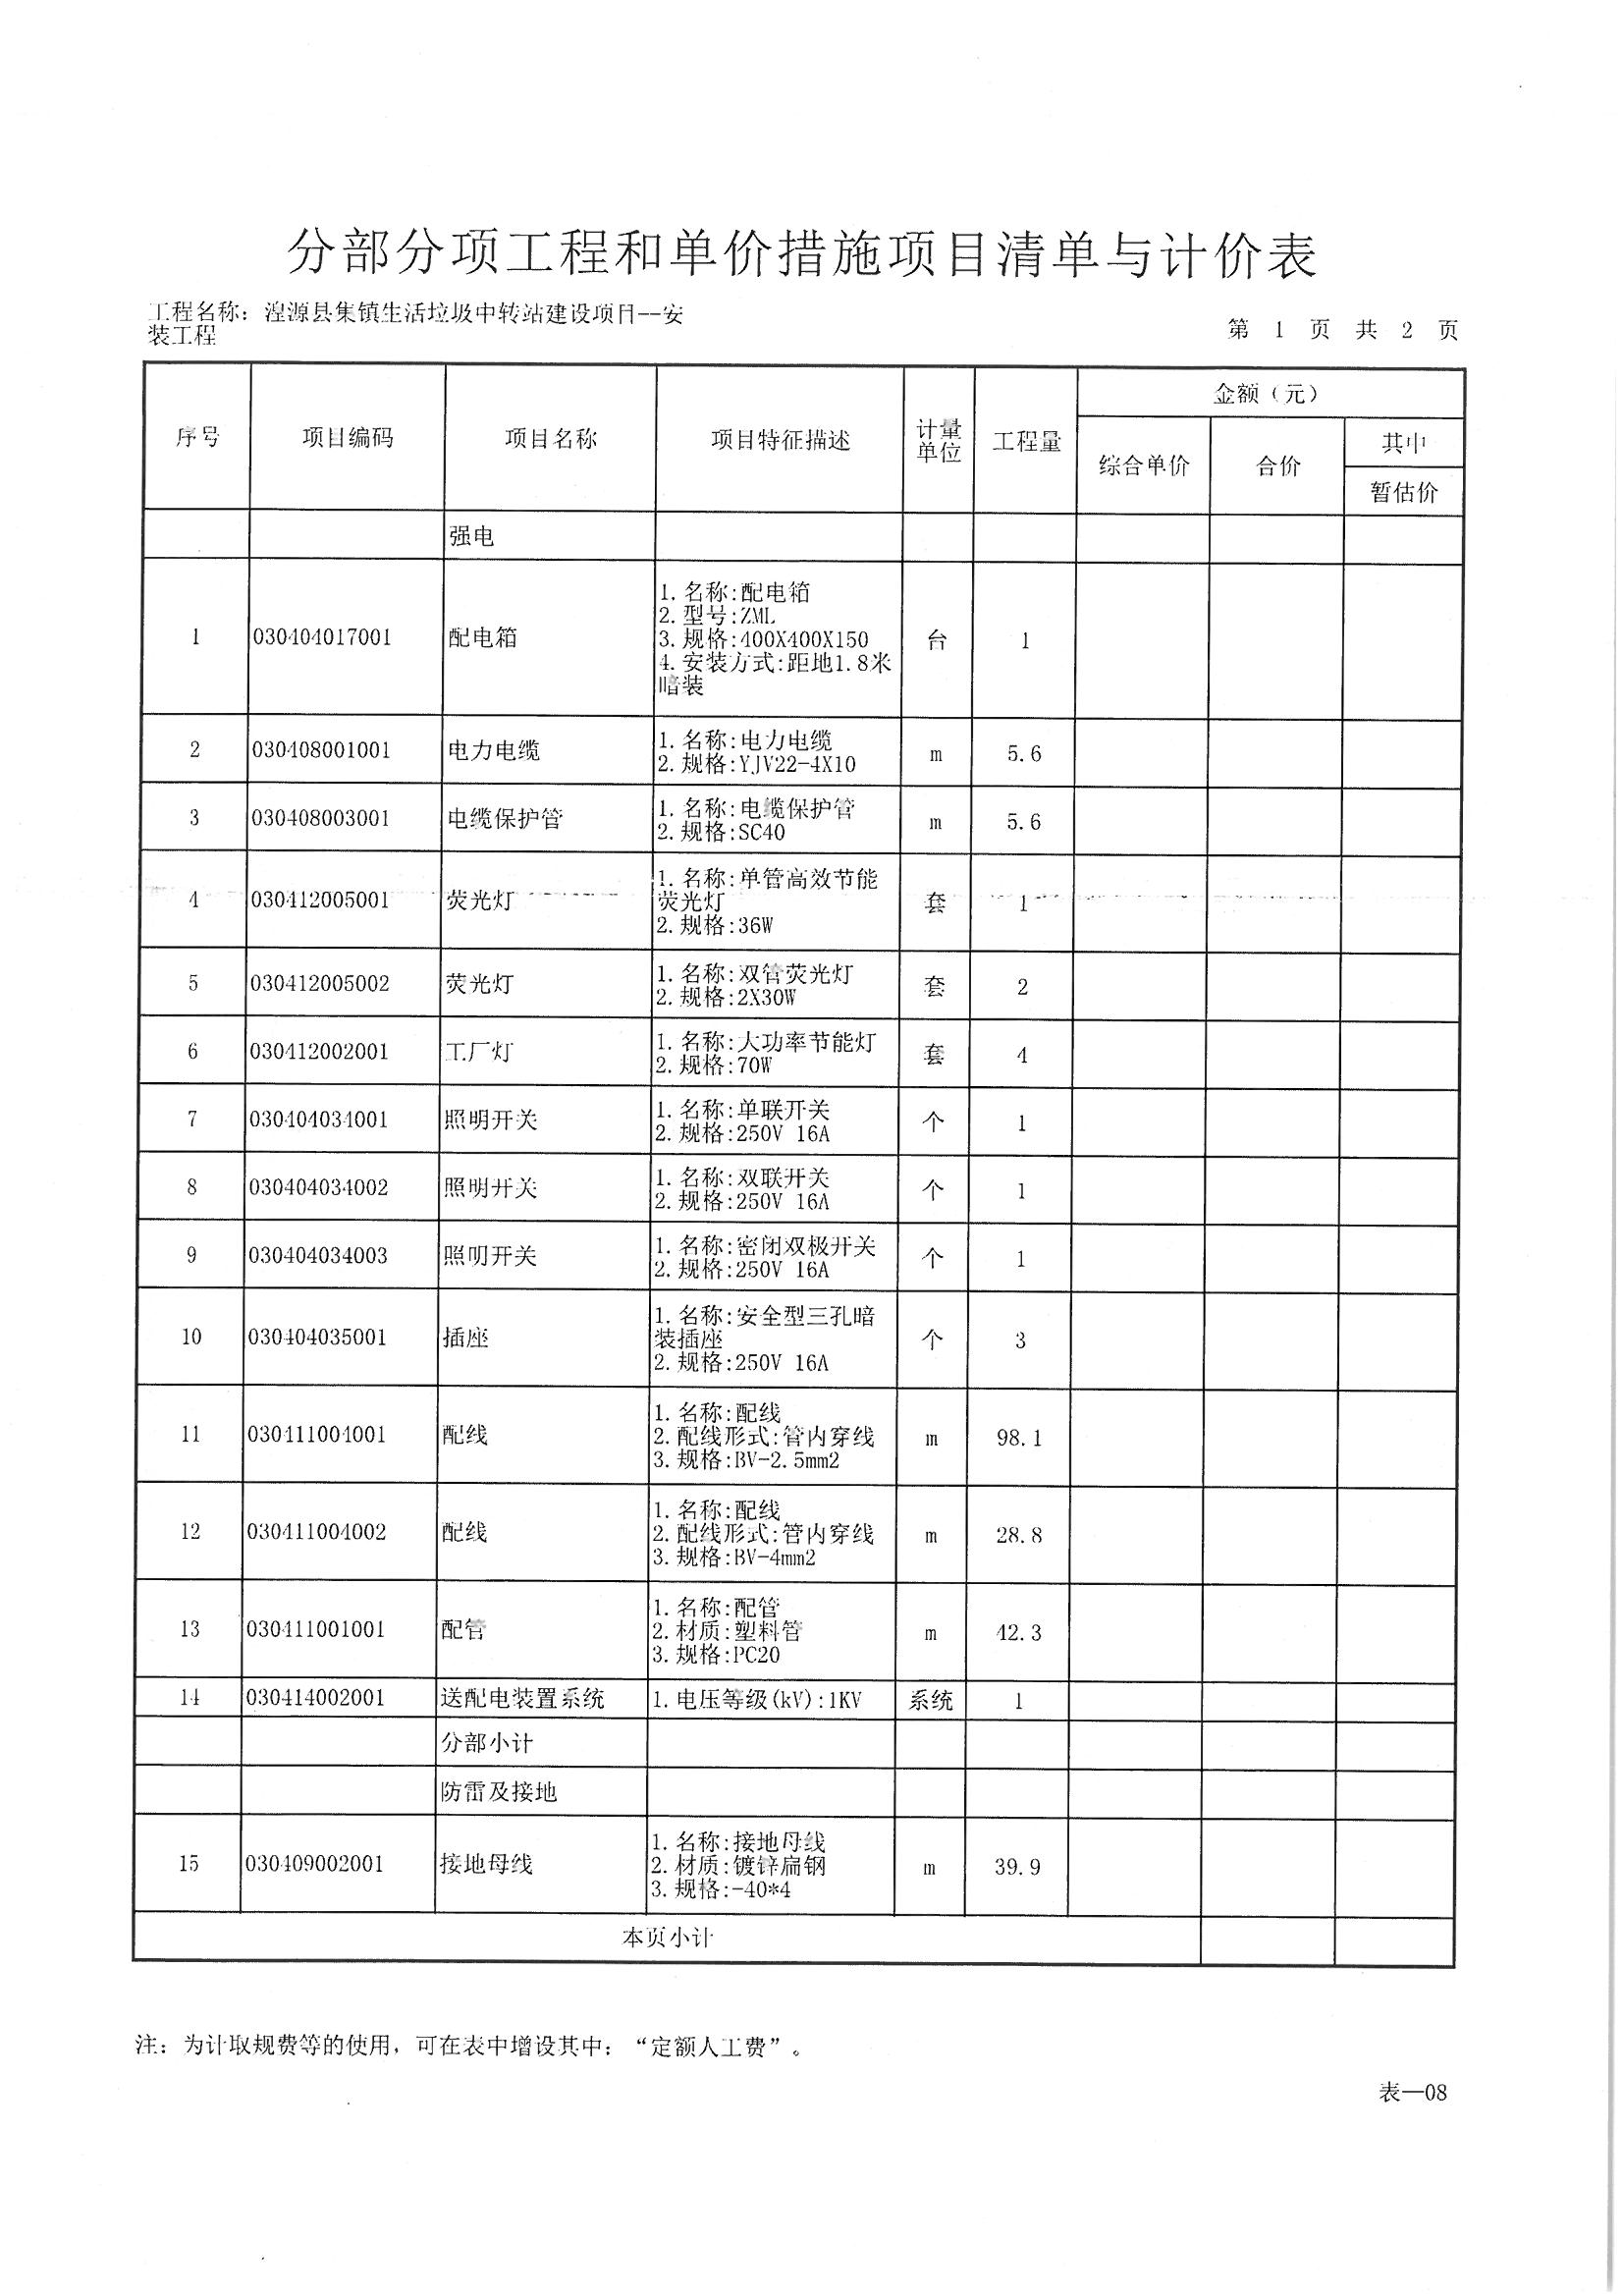 分部分项工程和单价措施项目清单与计价表
工程名称：湟源县集镇生活垃圾中转站建设项目--安
装工程
第 1 页 共 2 页
序号 项目编码 项目名称 项目特征描述 计量单位 工程量 金额（元）
综合单价 合价 其中
暂估价
强电
1 030404017001 配电箱 1.名称:配电箱
2.型号:ZML
3.规格:400X400X150
4.安装方式:距地1.8米
暗装 台 1
2 030408001001 电力电缆 1.名称:电力电缆
2.规格:YJV22-4X10 m 5.6
3 030408003001 电缆保护管 1.名称:电缆保护管
2.规格:SC40 m 5.6
4 030412005001 荧光灯 1.名称:单管高效节能
荧光灯
2.规格:36W 套 1
5 030412005002 荧光灯 1.名称:双管荧光灯
2.规格:2X30W 套 2
6 030412002001 工厂灯 1.名称:大功率节能灯
2.规格:70W 套 4
7 030404034001 照明开关 1.名称:单联开关
2.规格:250V 16A 个 1
8 030404034002 照明开关 1.名称:双联开关
2.规格:250V 16A 个 1
9 030404034003 照明开关 1.名称:密闭双极开关
2.规格:250V 16A 个 1
10 030404035001 插座 1.名称:安全型三孔暗
装插座
2.规格:250V 16A 个 3
11 030411004001 配线 1.名称:配线
2.配线形式:管内穿线
3.规格:BV-2.5mm2 m 98.1
12 030411004002 配线 1.名称:配线
2.配线形式:管内穿线
3.规格:BV-4mm2 m 28.8
13 030411001001 配管 1.名称:配管
2.材质:塑料管
3.规格:PC20 m 42.3
14 030414002001 送配电装置系统 1.电压等级(kV):1KV 系统 1
分部小计
防雷及接地
15 030409002001 接地母线 1.名称:接地母线
2.材质:镀锌扁钢
3.规格:-40*4 m 39.9
本页小计
注：为计取规费等的使用，可在表中增设其中：“定额人工费”。
表—08